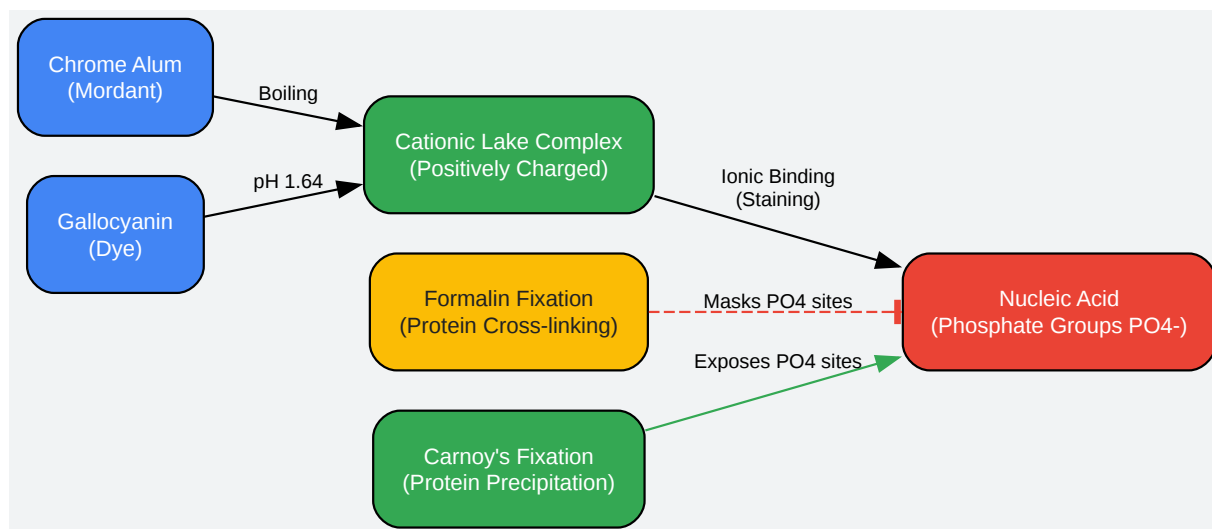 Chrome Alum
(Mordant)
Boiling
Cationic Lake Complex
(Positively Charged)
Gallocyanin
(Dye)
pH 1.64
Ionic Binding
(Staining)
Formalin Fixation
(Protein Cross-linking)
Masks PO4 sites
Nucleic Acid
(Phosphate Groups PO4-)
Exposes PO4 sites
Carnoy's Fixation
(Protein Precipitation)